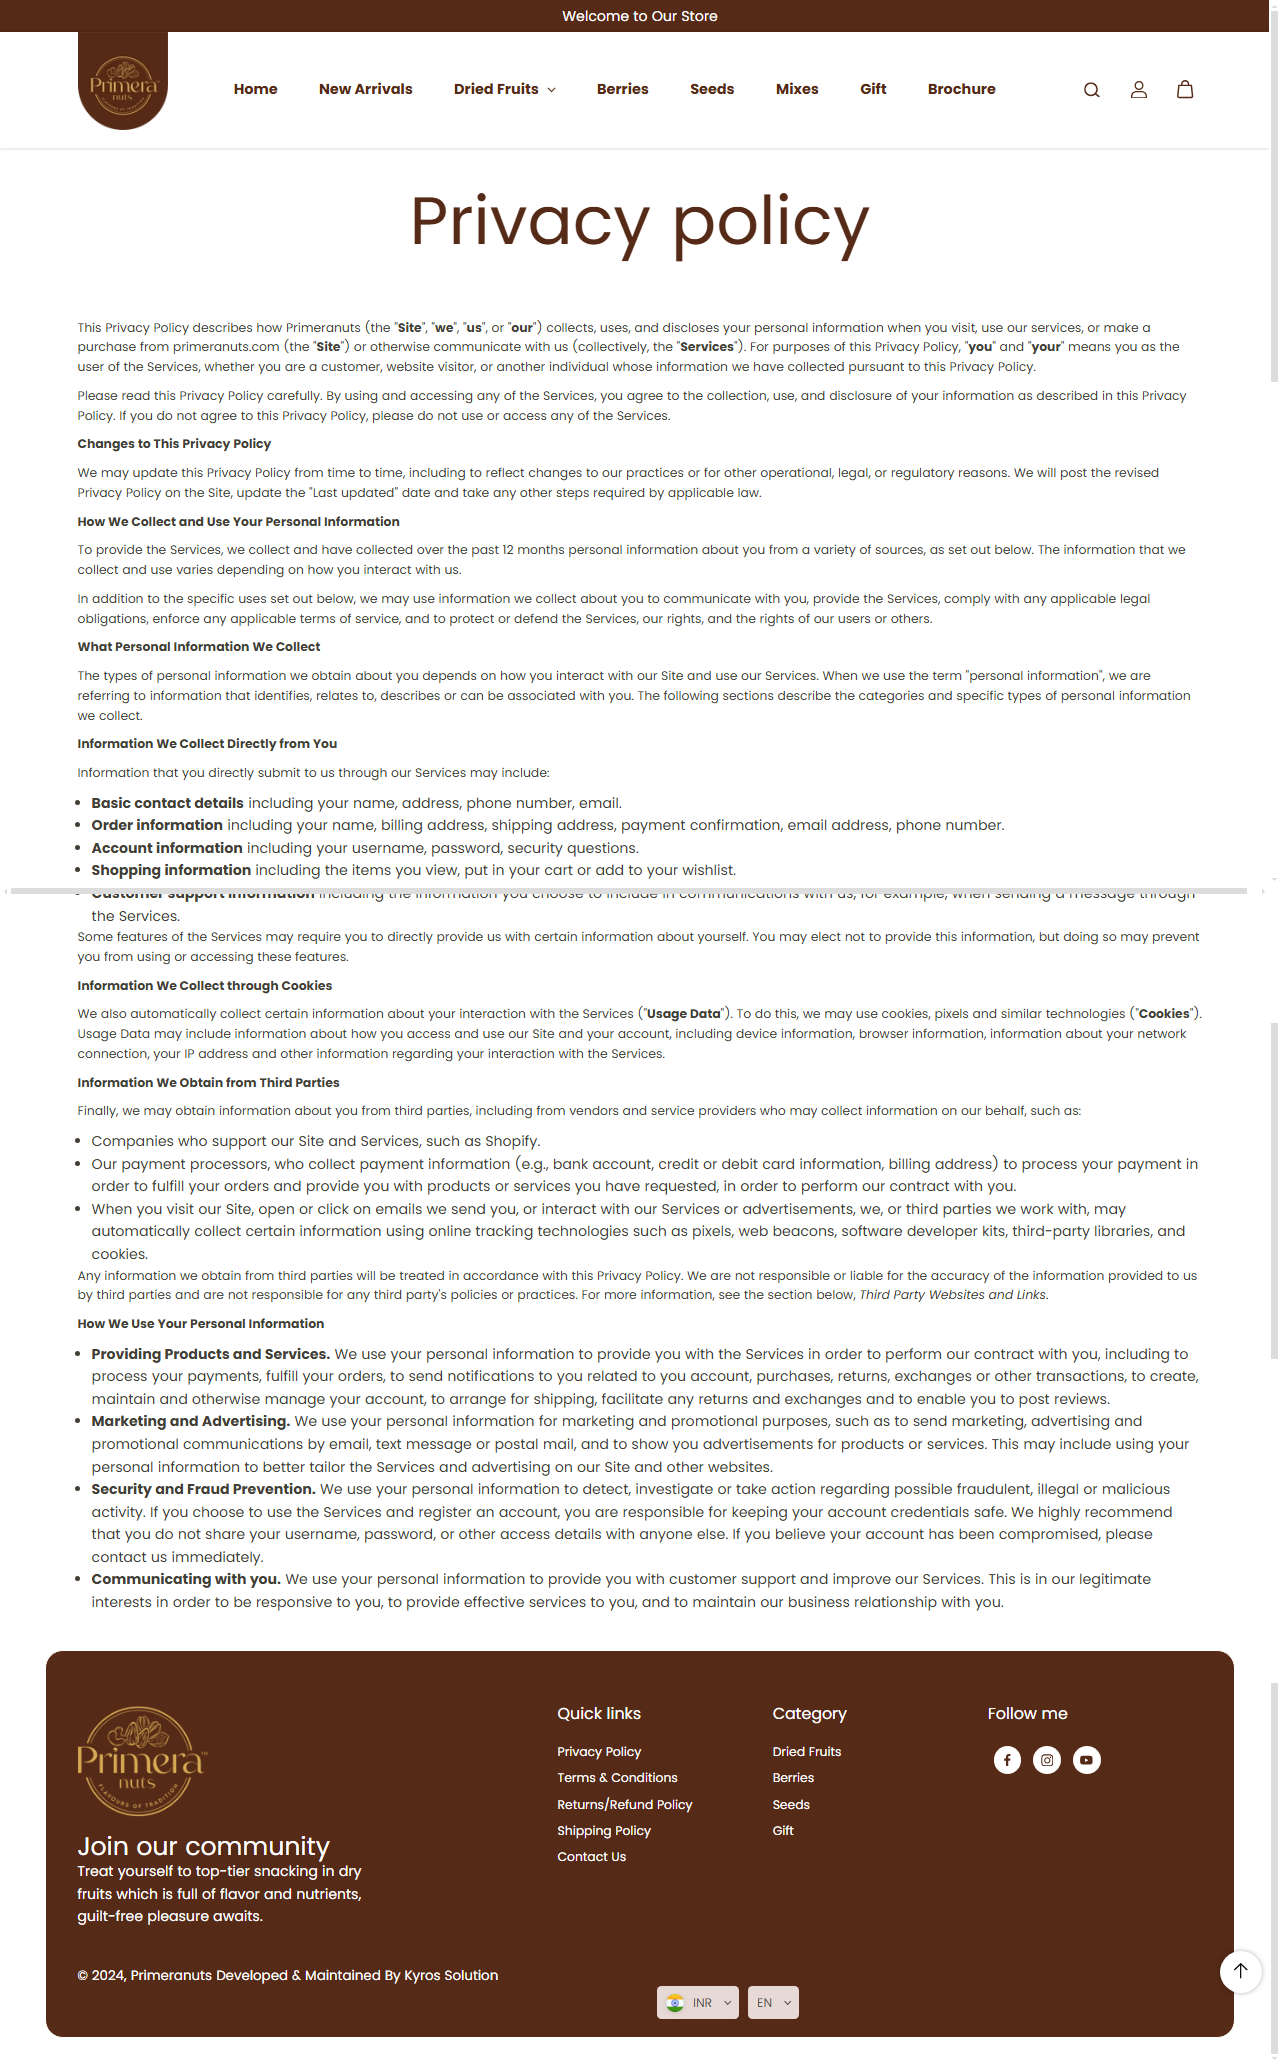 Welcome to Our Store
Primera
nuts
FLAVOURS OF TRADITION
Home
New Arrivals
Dried Fruits
Berries
Seeds
Mixes
Gift
Brochure
Privacy policy
This Privacy Policy describes how Primeranuts (the "Site", "we", "us", or "our") collects, uses, and discloses your personal information when you visit, use our services, or make a
purchase from primeranuts.com (the "Site") or otherwise communicate with us (collectively, the "Services"). For purposes of this Privacy Policy, "you" and "your" means you as the
user of the Services, whether you are a customer, website visitor, or another individual whose information we have collected pursuant to this Privacy Policy.
Please read this Privacy Policy carefully. By using and accessing any of the Services, you agree to the collection, use, and disclosure of your information as described in this Privacy
Policy. If you do not agree to this Privacy Policy, please do not use or access any of the Services.
Changes to This Privacy Policy
We may update this Privacy Policy from time to time, including to reflect changes to our practices or for other operational, legal, or regulatory reasons. We will post the revised
Privacy Policy on the Site, update the "Last updated" date and take any other steps required by applicable law.
How We Collect and Use Your Personal Information
To provide the Services, we collect and have collected over the past 12 months personal information about you from a variety of sources, as set out below. The information that we
collect and use varies depending on how you interact with us.
In addition to the specific uses set out below, we may use information we collect about you to communicate with you, provide the Services, comply with any applicable legal
obligations, enforce any applicable terms of service, and to protect or defend the Services, our rights, and the rights of our users or others.
What Personal Information We Collect
The types of personal information we obtain about you depends on how you interact with our Site and use our Services. When we use the term "personal information", we are
referring to information that identifies, relates to, describes or can be associated with you. The following sections describe the categories and specific types of personal information
we collect.
Information We Collect Directly from You
Information that you directly submit to us through our Services may include:
• Basic contact details including your name, address, phone number, email.
• Order information including your name, billing address, shipping address, payment confirmation, email address, phone number.
• Account information including your username, password, security questions.
• Shopping information including the items you view, put in your cart or add to your wishlist.
• Customer support information including the information you choose to include in communications with us, for example, when sending a message through
the Services.
Some features of the Services may require you to directly provide us with certain information about yourself. You may elect not to provide this information, but doing so may prevent
you from using or accessing these features.
Information We Collect through Cookies
We also automatically collect certain information about your interaction with the Services ("Usage Data"). To do this, we may use cookies, pixels and similar technologies ("Cookies").
Usage Data may include information about how you access and use our Site and your account, including device information, browser information, information about your network
connection, your IP address and other information regarding your interaction with the Services.
Information We Obtain from Third Parties
Finally, we may obtain information about you from third parties, including from vendors and service providers who may collect information on our behalf, such as:
• Companies who support our Site and Services, such as Shopify.
• Our payment processors, who collect payment information (e.g., bank account, credit or debit card information, billing address) to process your payment in
order to fulfill your orders and provide you with products or services you have requested, in order to perform our contract with you.
• When you visit our Site, open or click on emails we send you, or interact with our Services or advertisements, we, or third parties we work with, may
automatically collect certain information using online tracking technologies such as pixels, web beacons, software developer kits, third-party libraries, and
cookies.
Any information we obtain from third parties will be treated in accordance with this Privacy Policy. We are not responsible or liable for the accuracy of the information provided to us
by third parties and are not responsible for any third party's policies or practices. For more information, see the section below, Third Party Websites and Links.
How We Use Your Personal Information
• Providing Products and Services. We use your personal information to provide you with the Services in order to perform our contract with you, including to
process your payments, fulfill your orders, to send notifications to you related to you account, purchases, returns, exchanges or other transactions, to create,
maintain and otherwise manage your account, to arrange for shipping, facilitate any returns and exchanges and to enable you to post reviews.
• Marketing and Advertising. We use your personal information for marketing and promotional purposes, such as to send marketing, advertising and
promotional communications by email, text message or postal mail, and to show you advertisements for products or services. This may include using your
personal information to better tailor the Services and advertising on our Site and other websites.
• Security and Fraud Prevention. We use your personal information to detect, investigate or take action regarding possible fraudulent, illegal or malicious
activity. If you choose to use the Services and register an account, you are responsible for keeping your account credentials safe. We highly recommend
that you do not share your username, password, or other access details with anyone else. If you believe your account has been compromised, please
contact us immediately.
• Communicating with you. We use your personal information to provide you with customer support and improve our Services. This is in our legitimate
interests in order to be responsive to you, to provide effective services to you, and to maintain our business relationship with you.
Primera™
nuts
FLAVOURS OF TRADITION
Join our community
Treat yourself to top-tier snacking in dry
fruits which is full of flavor and nutrients,
guilt-free pleasure awaits.
Quick links
Privacy Policy
Terms & Conditions
Returns/Refund Policy
Shipping Policy
Contact Us
Category
Dried Fruits
Berries
Seeds
Gift
Follow me
© 2024, Primeranuts Developed & Maintained By Kyros Solution
INR
EN